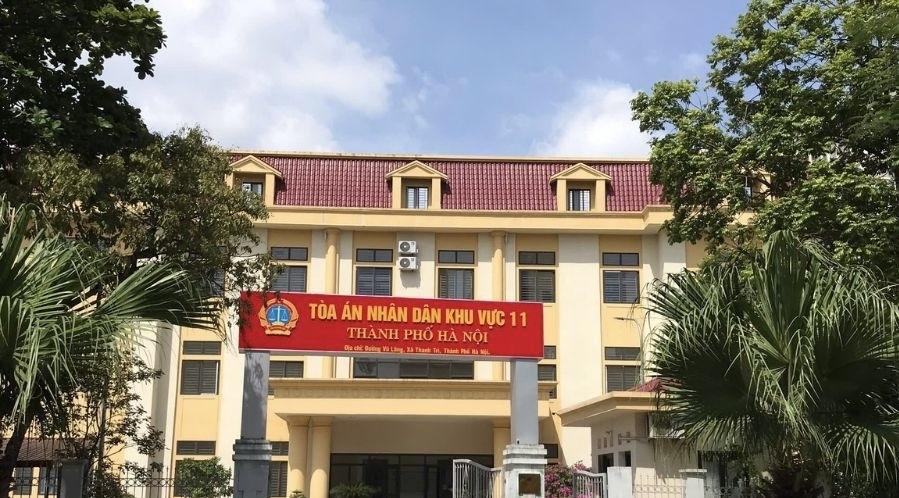 TÒA ÁN NHÂN DÂN KHU VỰC 11
THÀNH PHỐ HÀ NỘI
Địa chỉ: Đường Vũ Lăng, Xã Thanh Trì, Thành Phố Hà Nội.